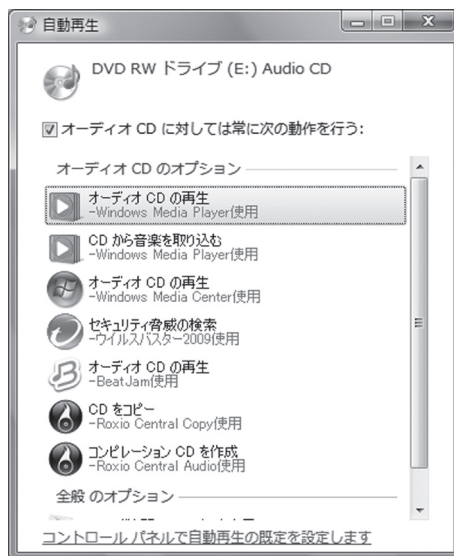 自動再生
DVD RW ドライブ (E:) Audio CD
オーディオ CD に対しては常に次の動作を行う:
オーディオ CD のオプション
オーディオ CD の再生
-Windows Media Player使用
CD から音楽を取り込む
-Windows Media Player使用
オーディオ CD の再生
-Windows Media Center使用
セキュリティ脅威の検索
-ウイルスバスター2009使用
オーディオ CD の再生
-BeatJam使用
CD をコピー
-Roxio Central Copy使用
コンピレーション CD を作成
-Roxio Central Audio使用
全般 のオプション
コントロール パネルで自動再生の既定を設定します